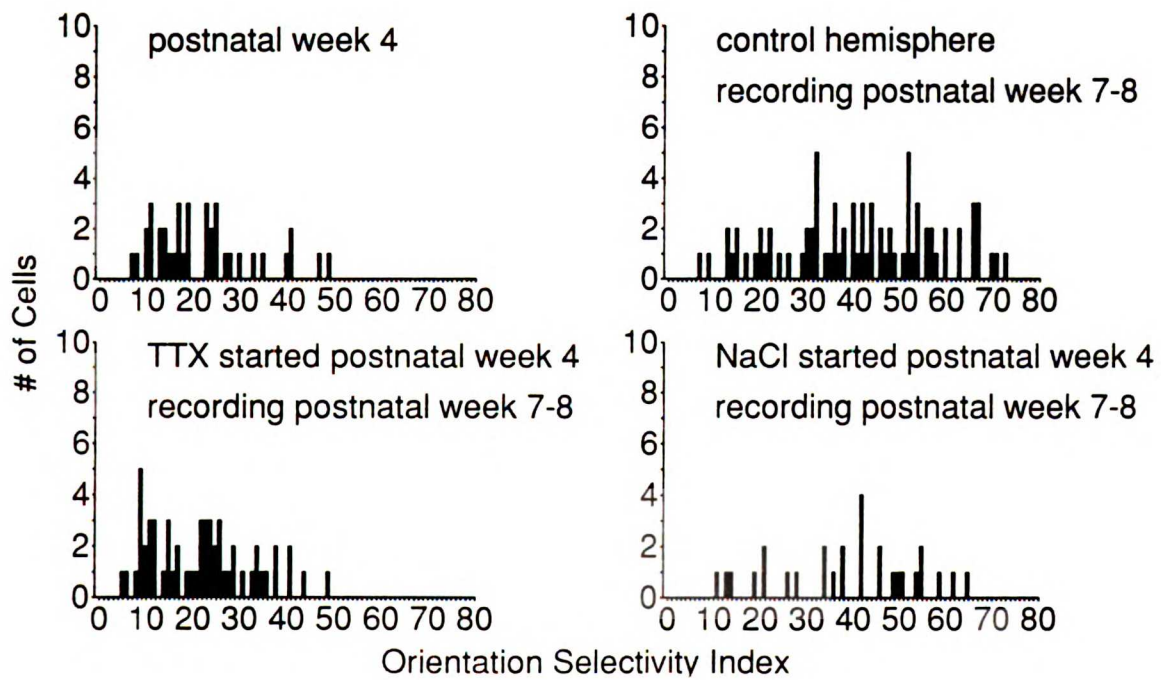 postnatal week 4
10
8
6
4
2
0
0 10 20 30 40 50 60 70 80
control hemisphere
recording postnatal week 7-8
10
8
6
4
2
0
0 10 20 30 40 50 60 70 80
TTX started postnatal week 4
recording postnatal week 7-8
10
8
6
4
2
0
0 10 20 30 40 50 60 70 80
NaCl started postnatal week 4
recording postnatal week 7-8
10
8
6
4
2
0
0 10 20 30 40 50 60 70 80
# of Cells
Orientation Selectivity Index